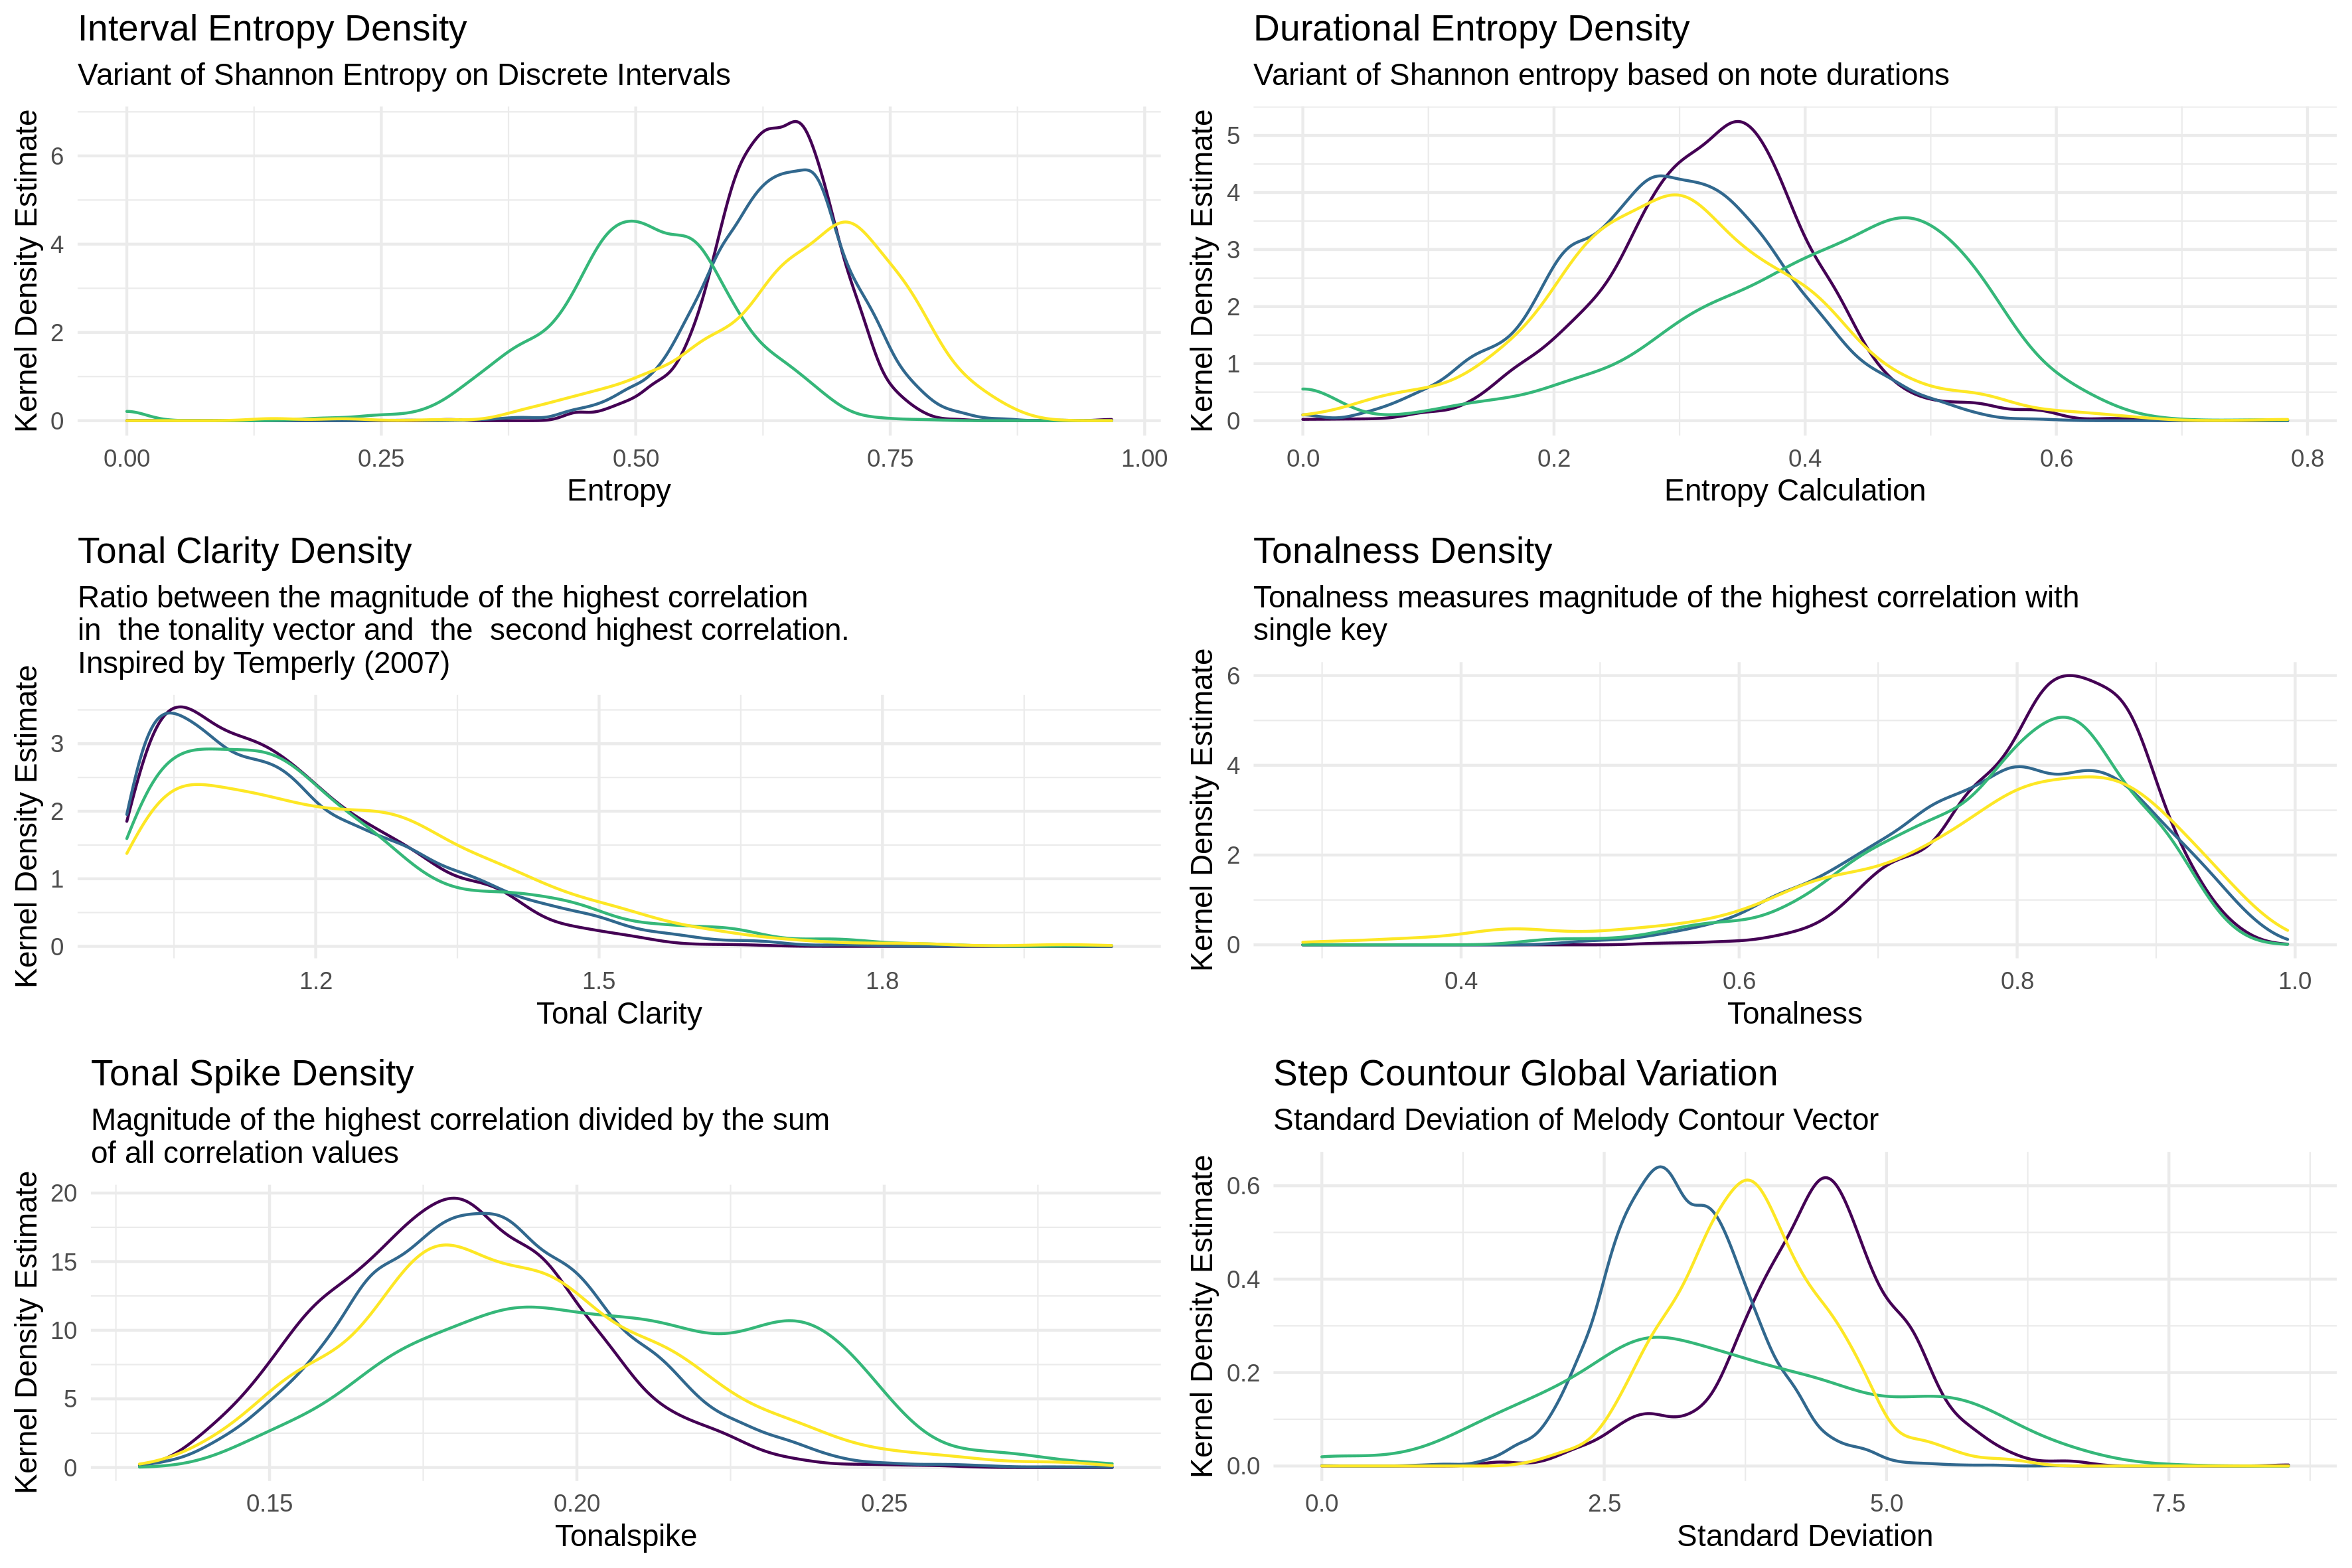 Interval Entropy Density
Variant of Shannon Entropy on Discrete Intervals
Kernel Density Estimate
6
4
2
0
0.00 0.25 0.50 0.75 1.00
Entropy
Durational Entropy Density
Variant of Shannon entropy based on note durations
Kernel Density Estimate
5
4
3
2
1
0
0.0 0.2 0.4 0.6 0.8
Entropy Calculation
Tonal Clarity Density
Ratio between the magnitude of the highest correlation
in  the tonality vector and  the  second highest correlation.
Inspired by Temperly (2007)
Kernel Density Estimate
3
2
1
0
1.2 1.5 1.8
Tonal Clarity
Tonalness Density
Tonalness measures magnitude of the highest correlation with
single key
Kernel Density Estimate
6
4
2
0
0.4 0.6 0.8 1.0
Tonalness
Tonal Spike Density
Magnitude of the highest correlation divided by the sum
of all correlation values
Kernel Density Estimate
20
15
10
5
0
0.15 0.20 0.25
Tonalspike
Step Countour Global Variation
Standard Deviation of Melody Contour Vector
Kernel Density Estimate
0.6
0.4
0.2
0.0
0.0 2.5 5.0 7.5
Standard Deviation